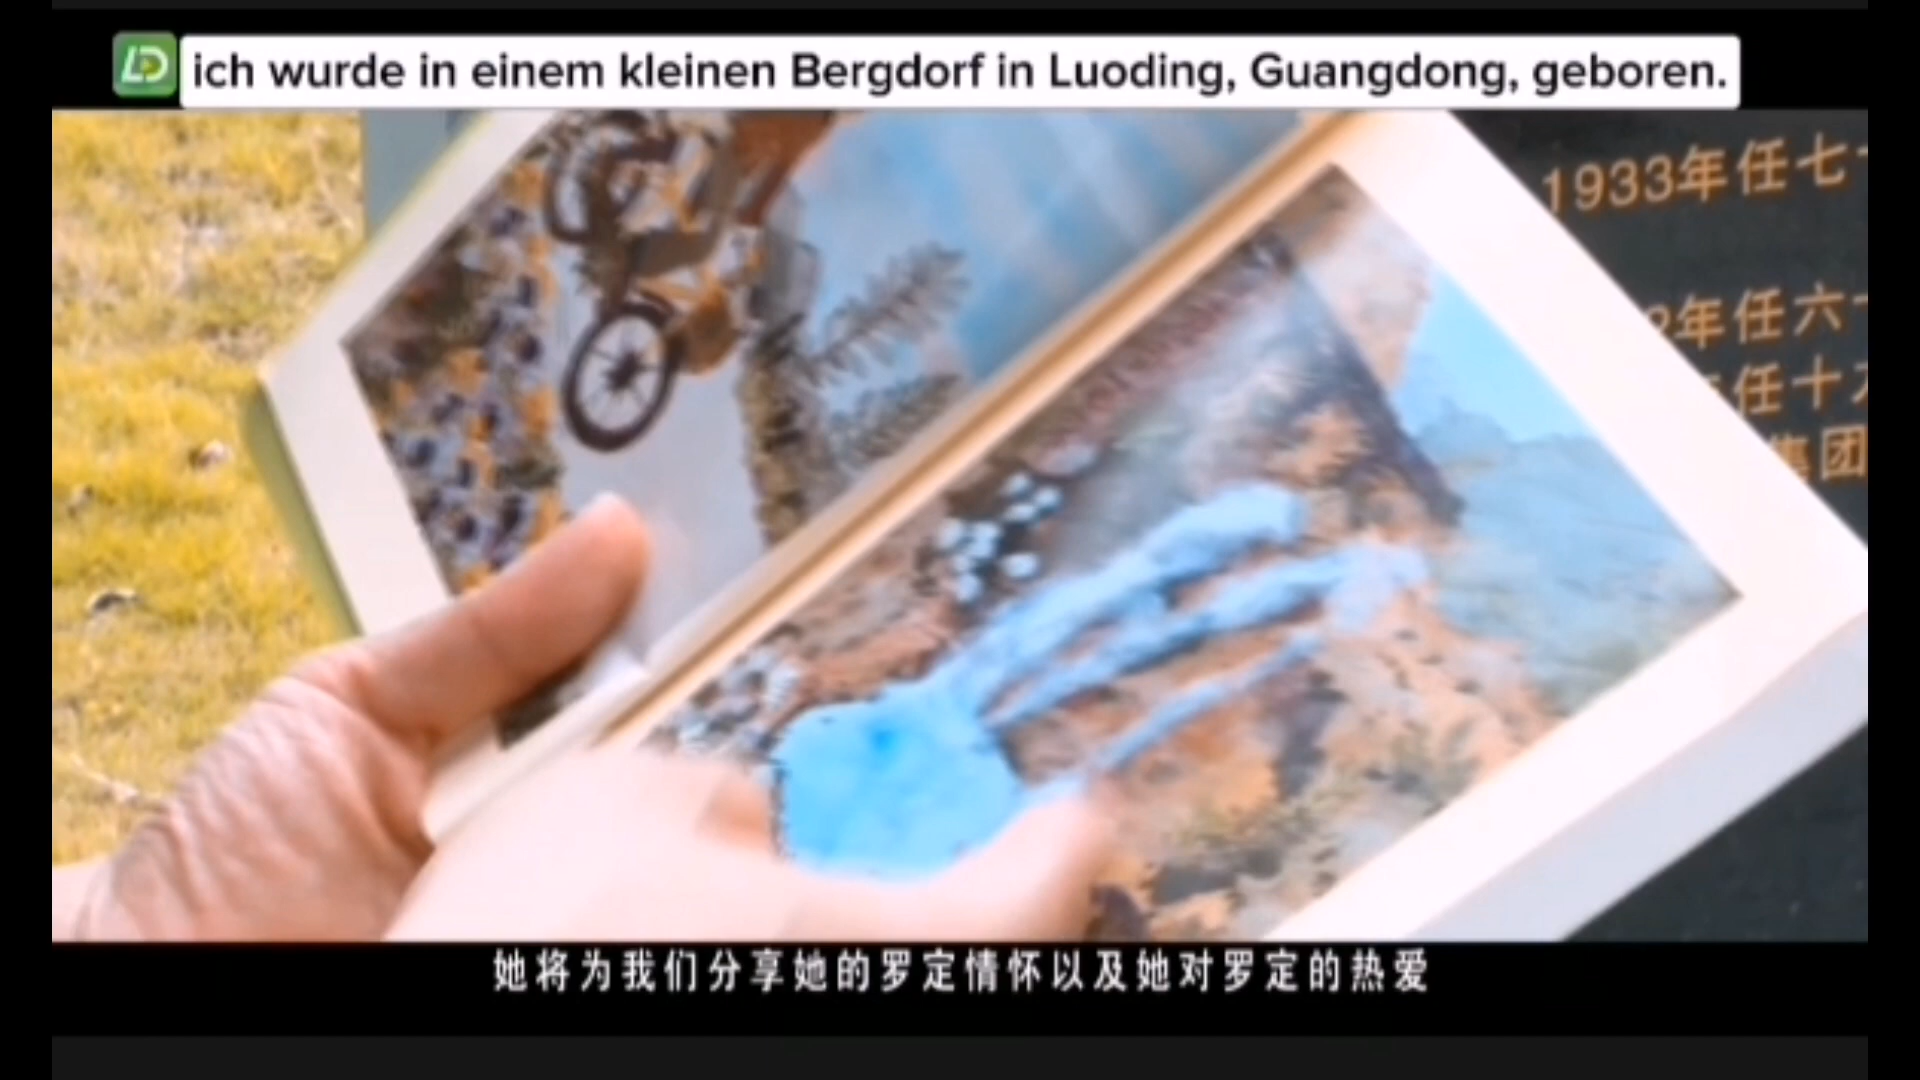 LD
ich wurde in einem kleinen Bergdorf in Luoding, Guangdong, geboren.
1933年任七
年任六
任十
集团
她将为我们分享她的罗定情怀以及她对罗定的热爱